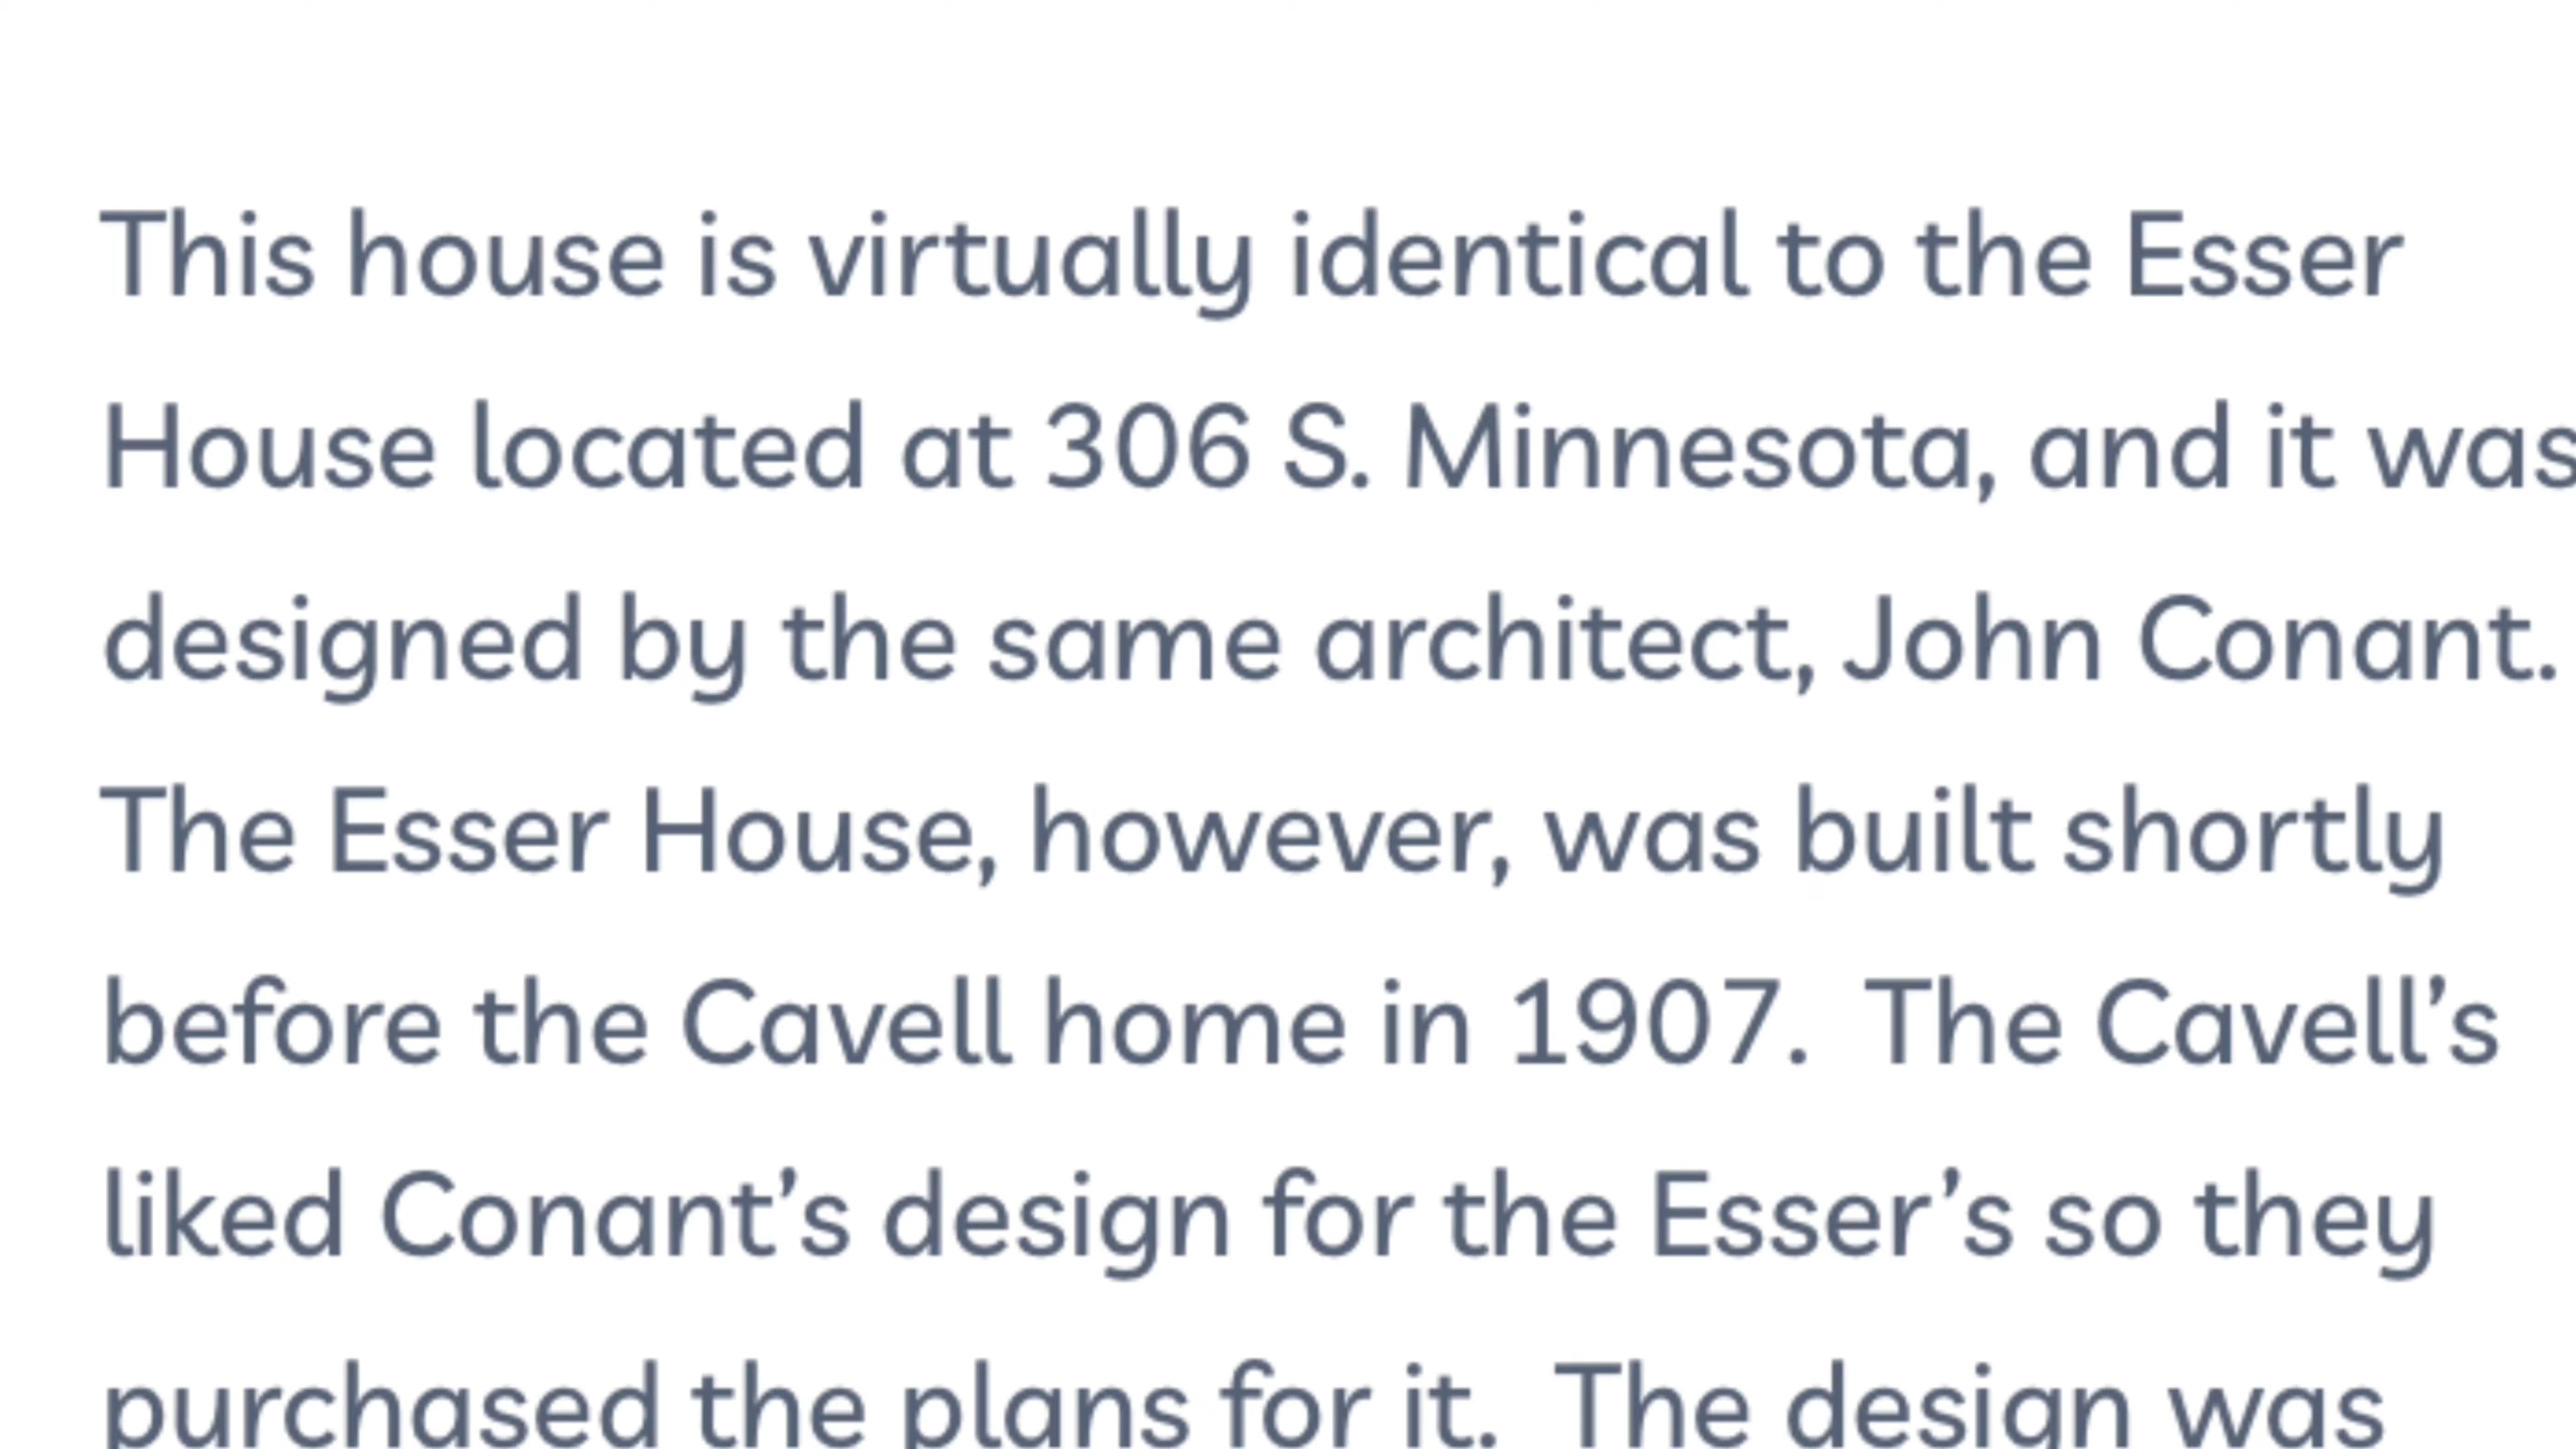 This house is virtually identical to the Esser
House located at 306 S. Minnesota, and it was
designed by the same architect, John Conant.
The Esser House, however, was built shortly
before the Cavell home in 1907.  The Cavell’s
liked Conant’s design for the Esser’s so they
purchased the plans for it.  The design was